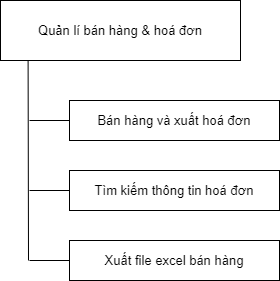 Quản lí bán hàng & hoá đơn
Bán hàng và xuất hoá đơn
Tìm kiếm thông tin hoá đơn
Xuất file excel bán hàng